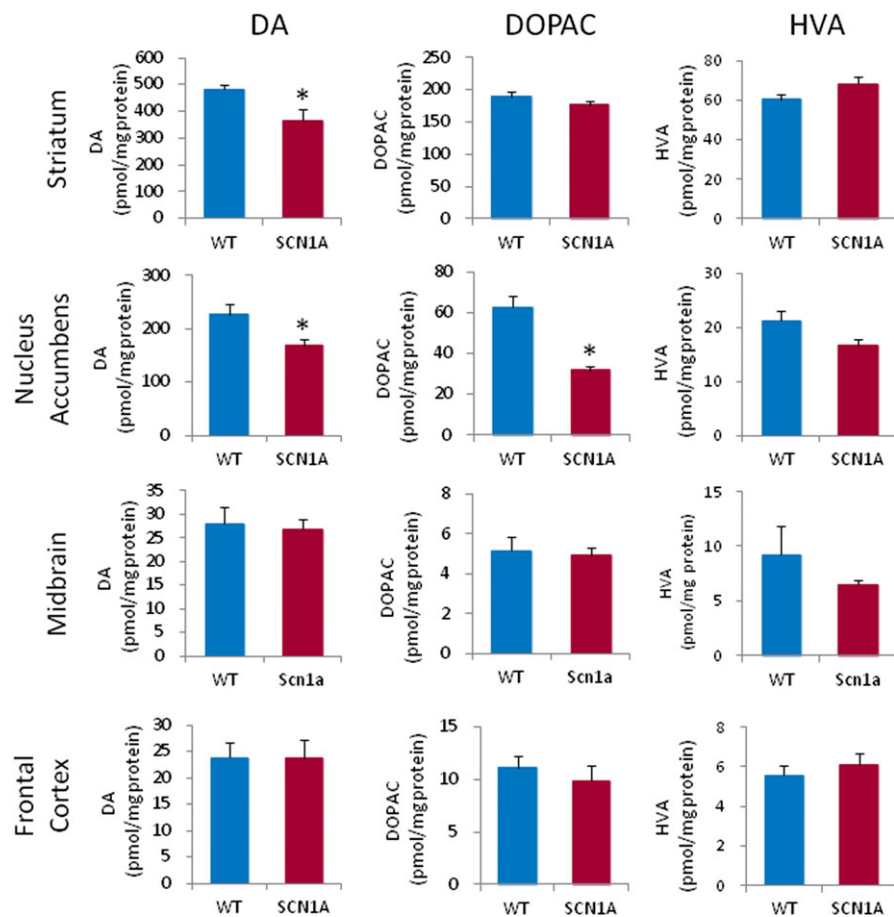 DA DOPAC HVA
Striatum
DA
(pmol/mgprotein)
600
500
400
300
200
100
0
*
WT SCN1A
DOPAC
(pmol/mgprotein)
250
200
150
100
50
0
WT SCN1A
HVA
(pmol/mgprotein)
80
60
40
20
0
WT SCN1A
Nucleus
Accumbens
DA
(pmol/mgprotein)
300
200
100
0
*
WT SCN1A
DOPAC
(pmol/mgprotein)
80
60
40
20
0
*
WT SCN1A
HVA
(pmol/mgprotein)
30
20
10
0
WT SCN1A
Midbrain
DA
(pmol/mgprotein)
35
30
25
20
15
10
5
0
WT Scn1a
DOPAC
(pmol/mgprotein)
8
6
4
2
0
WT Scn1a
HVA
(pmol/mg protein)
15
10
5
0
WT Scn1a
Frontal
Cortex
DA
(pmol/mgprotein)
30
25
20
15
10
5
0
WT SCN1A
DOPAC
(pmol/mgprotein)
15
10
5
0
WT SCN1A
HVA
(pmol/mgprotein)
8
6
4
2
0
WT SCN1A